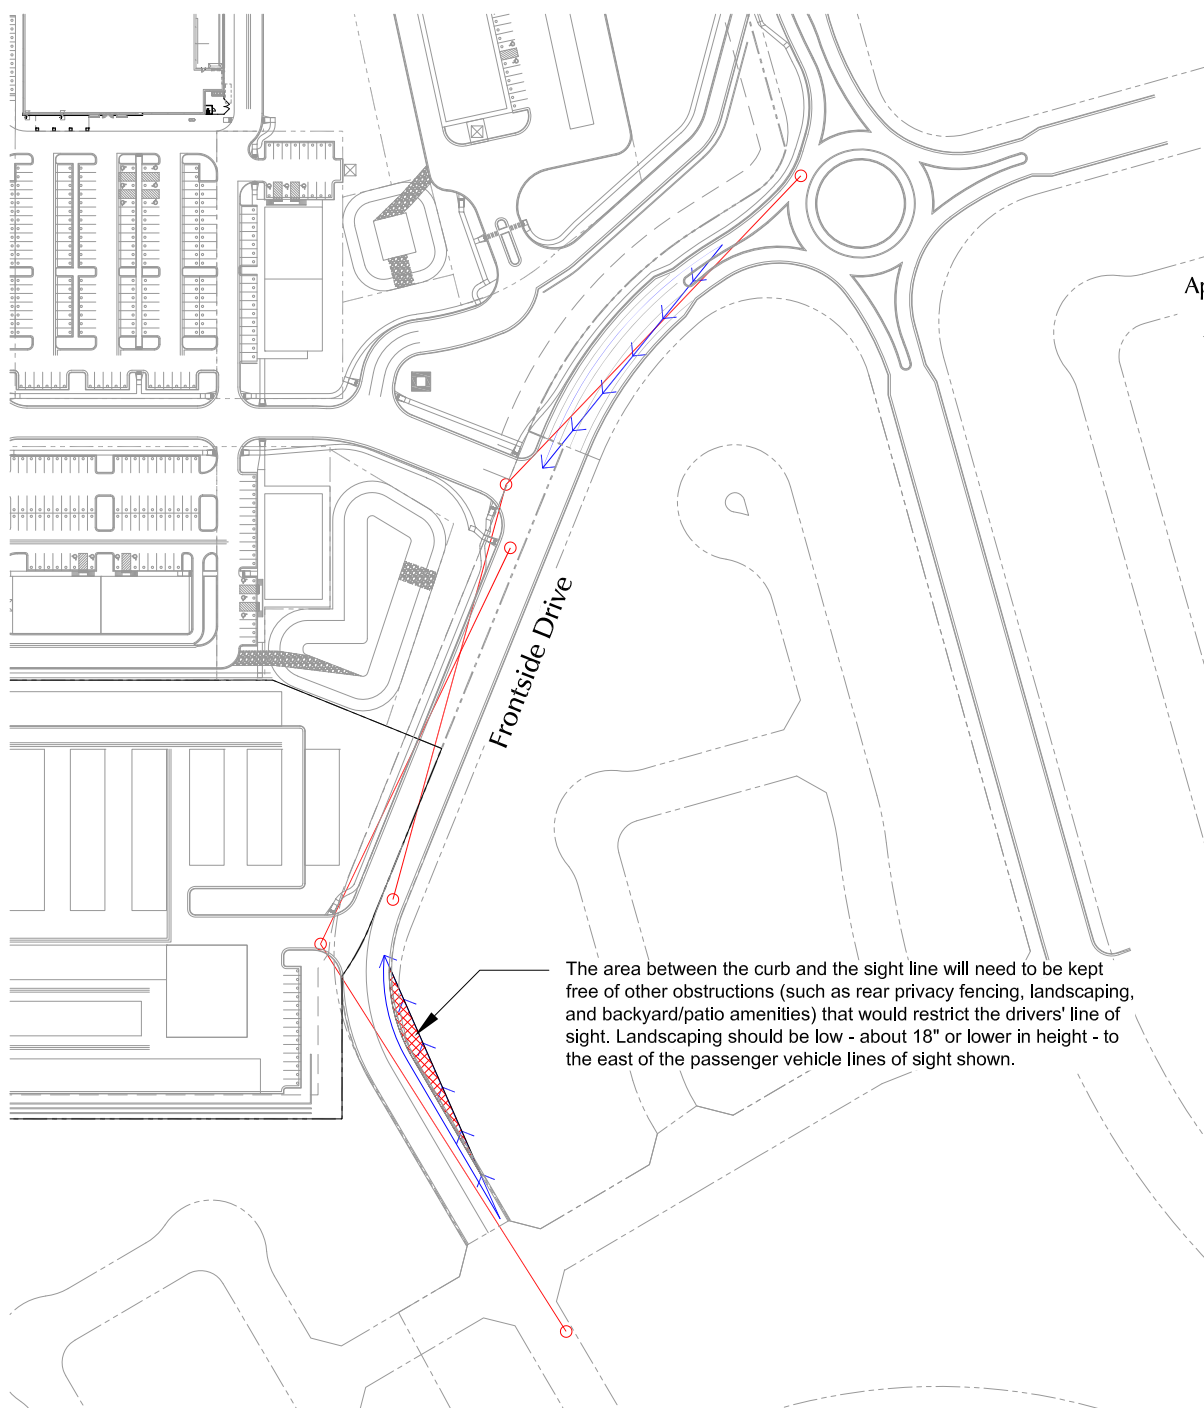 Ap
Frontside Drive
The area between the curb and the sight line will need to be kept
free of other obstructions (such as rear privacy fencing, landscaping,
and backyard/patio amenities) that would restrict the drivers' line of
sight. Landscaping should be low - about 18" or lower in height - to
the east of the passenger vehicle lines of sight shown.